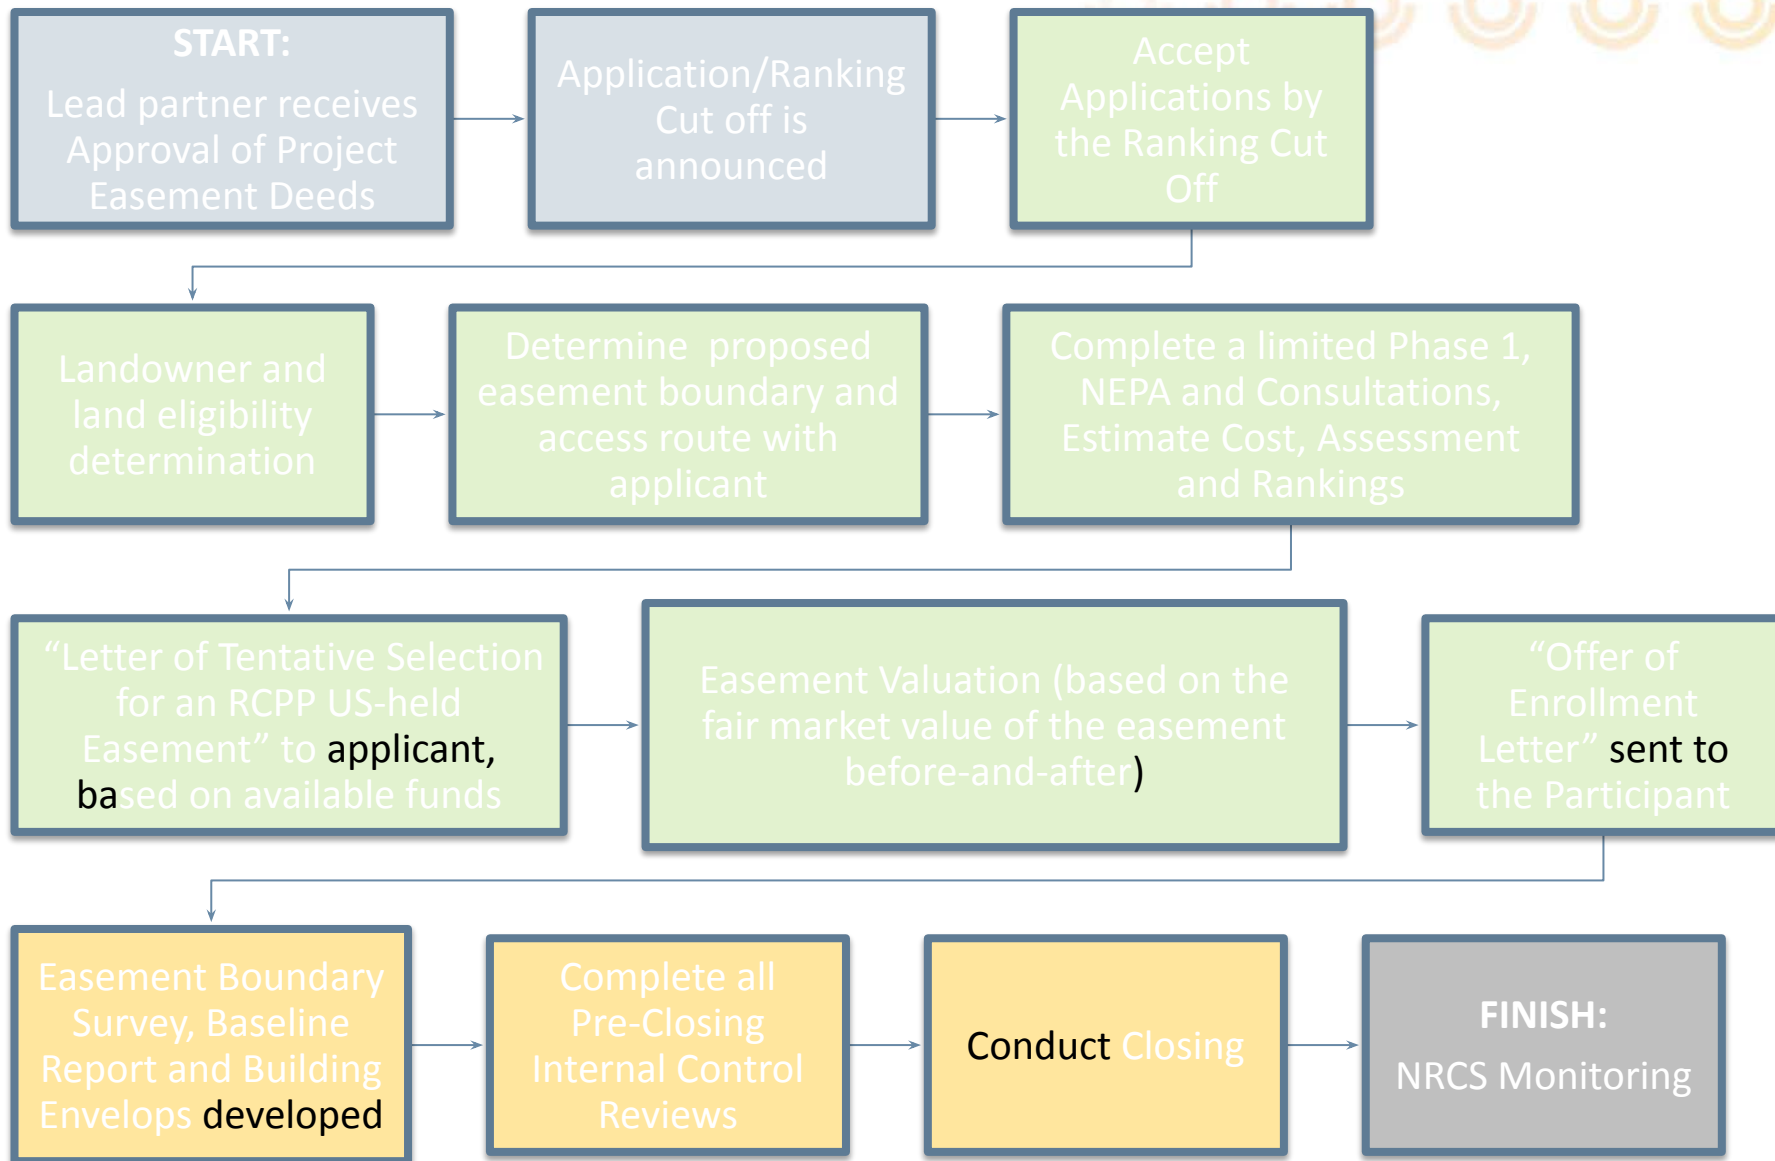 START:
Lead partner receives
Approval of Project
Easement Deeds
Application/Ranking
Cut off is
announced
Accept
Applications by
the Ranking Cut
Off
Landowner and
land eligibility
determination
Determine  proposed
easement boundary and
access route with
applicant
Complete a limited Phase 1,
NEPA and Consultations,
Estimate Cost, Assessment
and Rankings
“Letter of Tentative Selection
for an RCPP US-held
Easement” to applicant,
based on available funds
Easement Valuation (based on the
fair market value of the easement
before-and-after)
“Offer of
Enrollment
Letter” sent to
the Participant
Easement Boundary
Survey, Baseline
Report and Building
Envelops developed
Complete all
Pre-Closing
Internal Control
Reviews
Conduct Closing
FINISH:
NRCS Monitoring